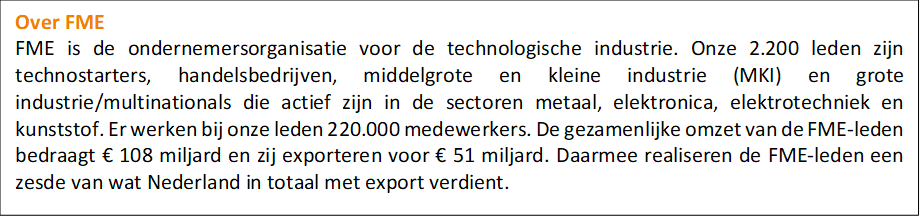 Over FME
FME is de ondernemersorganisatie voor de technologische industrie. Onze 2.200 leden zijn
technostarters, handelsbedrijven, middelgrote en kleine industrie (MKI) en grote
industrie/multinationals die actief zijn in de sectoren metaal, elektronica, elektrotechniek en
kunststof. Er werken bij onze leden 220.000 medewerkers. De gezamenlijke omzet van de FME-leden
bedraagt € 108 miljard en zij exporteren voor € 51 miljard. Daarmee realiseren de FME-leden een
zesde van wat Nederland in totaal met export verdient.